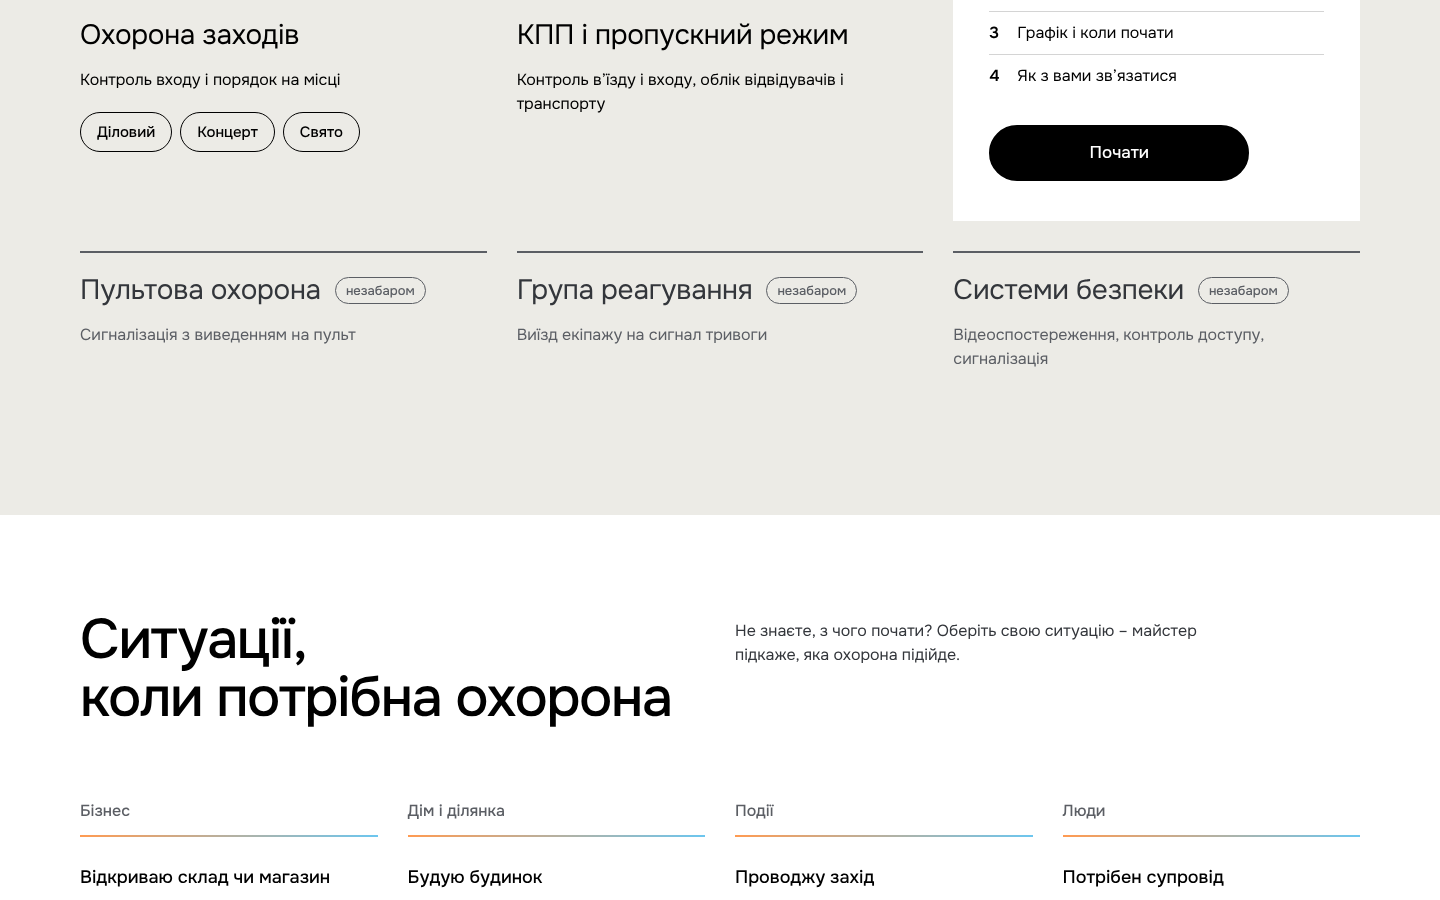 Охорона заходів
Контроль входу і порядок на місці
Діловий
Концерт
Свято
КПП і пропускний режим
Контроль в’їзду і входу, облік відвідувачів і
транспорту
3 Графік і коли почати
4 Як з вами зв’язатися
Почати
Пультова охорона незабаром
Сигналізація з виведенням на пульт
Група реагування незабаром
Виїзд екіпажу на сигнал тривоги
Системи безпеки незабаром
Відеоспостереження, контроль доступу,
сигналізація
Ситуації,
коли потрібна охорона
Не знаєте, з чого почати? Оберіть свою ситуацію – майстер
підкаже, яка охорона підійде.
Бізнес
Відкриваю склад чи магазин
Дім і ділянка
Будую будинок
Події
Проводжу захід
Люди
Потрібен супровід